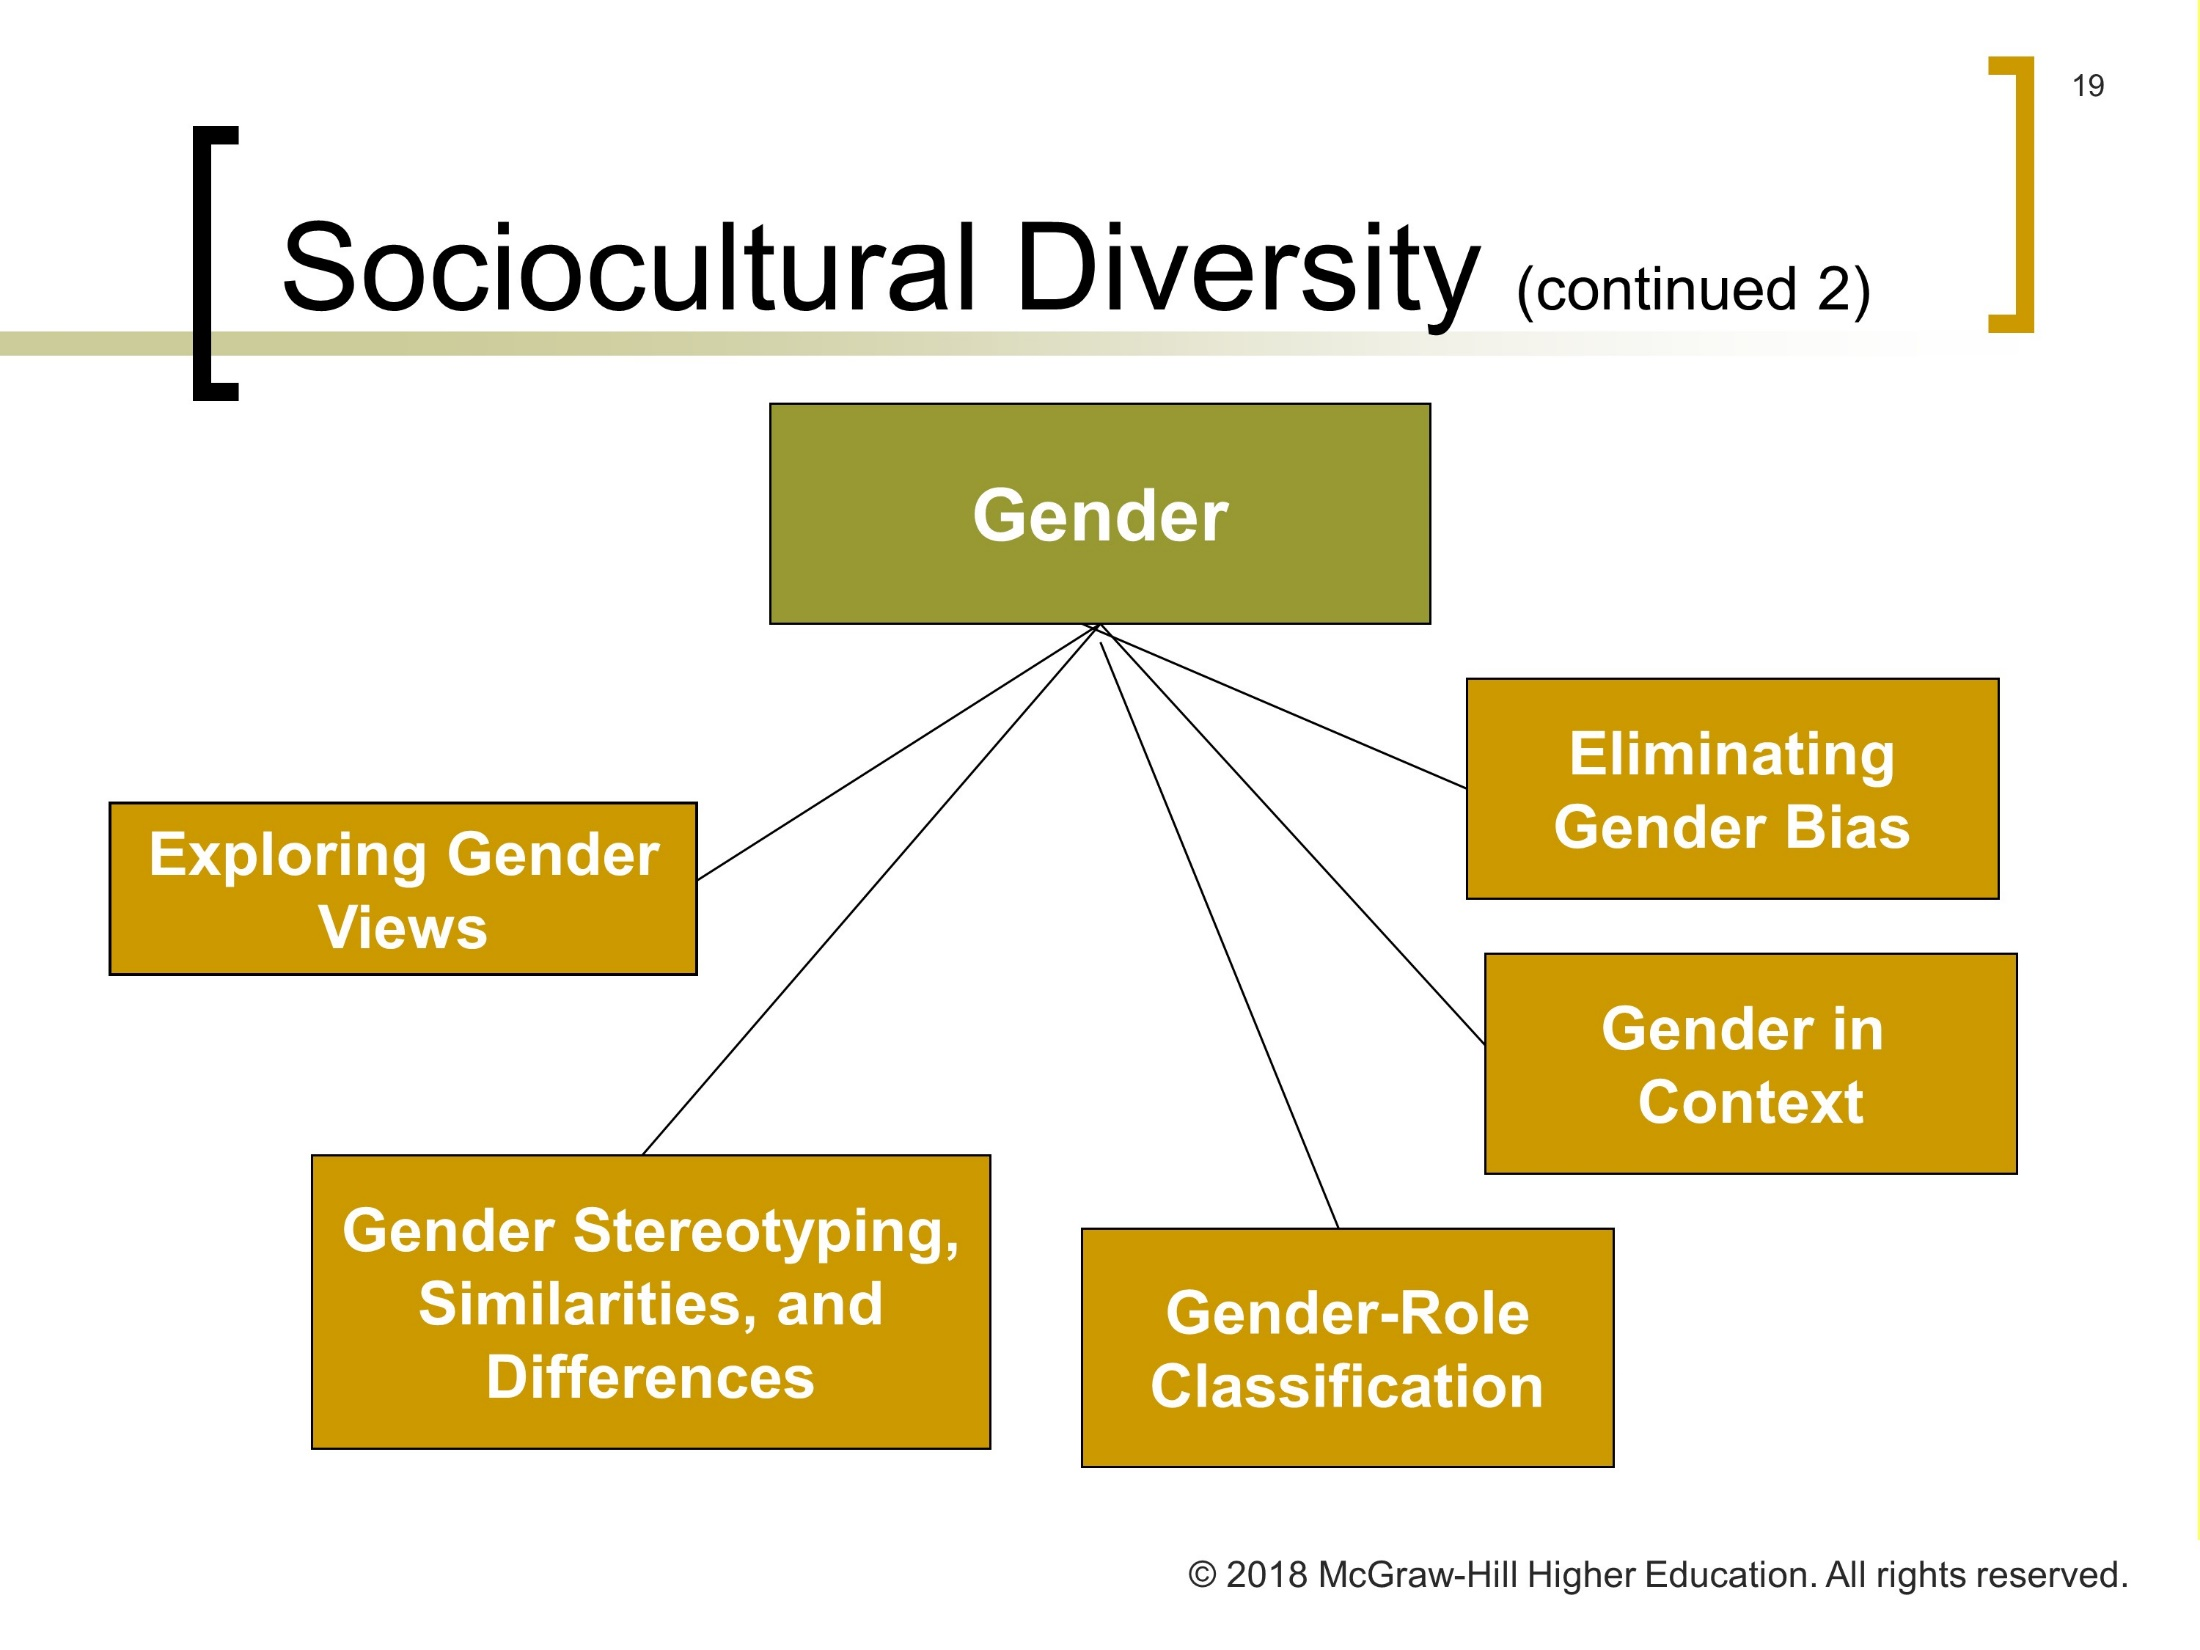 19
Sociocultural Diversity (continued 2)
Gender
Exploring Gender
Views
Gender Stereotyping,
Similarities, and
Differences
Gender-Role
Classification
Gender in
Context
Eliminating
Gender Bias
© 2018 McGraw-Hill Higher Education. All rights reserved.